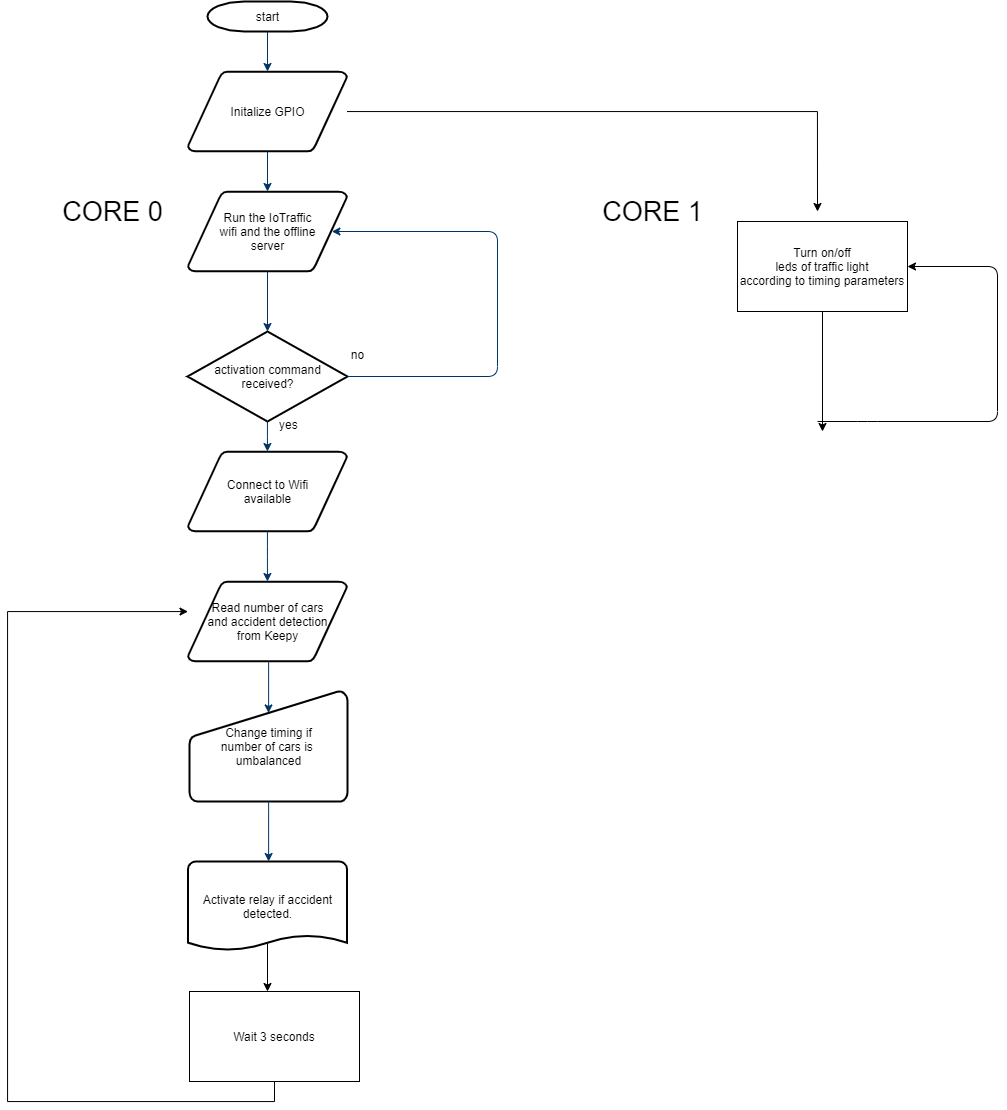 start
Initalize GPIO
CORE 0
Run the IoTraffic
wifi and the offline
server
CORE 1
Turn on/off
leds of traffic light
according to timing parameters
no
activation command
received?
yes
Connect to Wifi
available
Read number of cars
and accident detection
from Keepy
Change timing if
number of cars is
umbalanced
Activate relay if accident
detected.
Wait 3 seconds